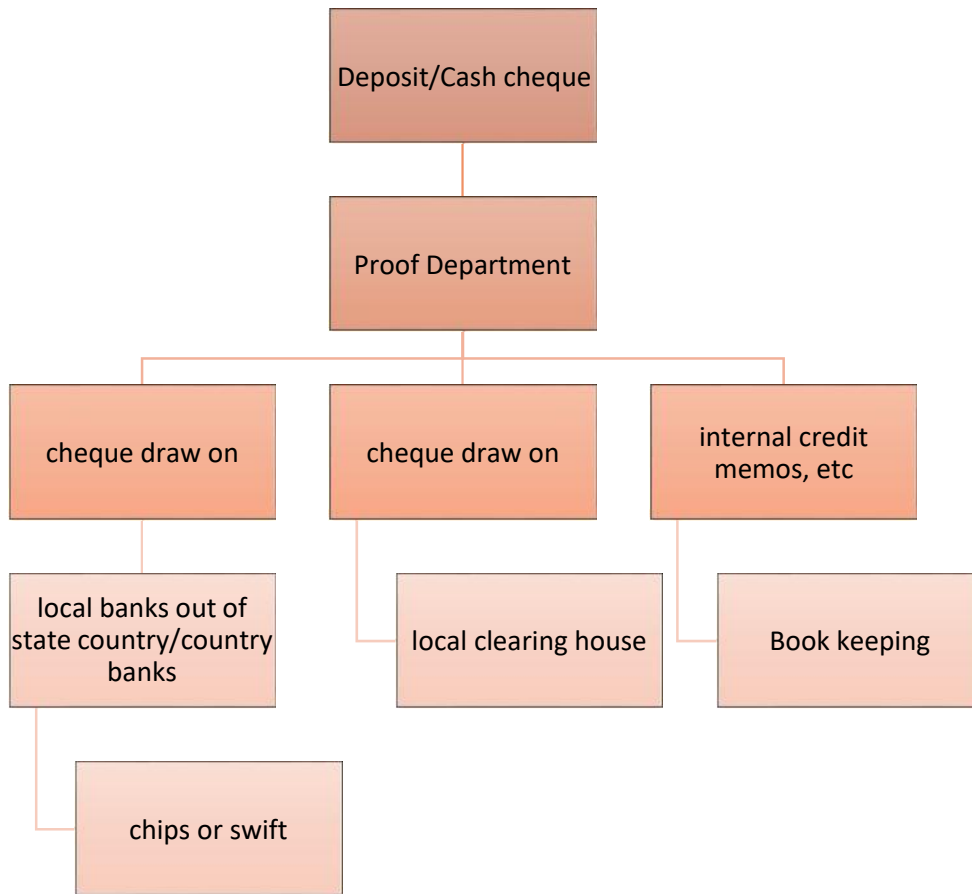 Deposit/Cash cheque
Proof Department
cheque draw on
cheque draw on
internal credit
memos, etc
local banks out of
state country/country
banks
local clearing house
Book keeping
chips or swift